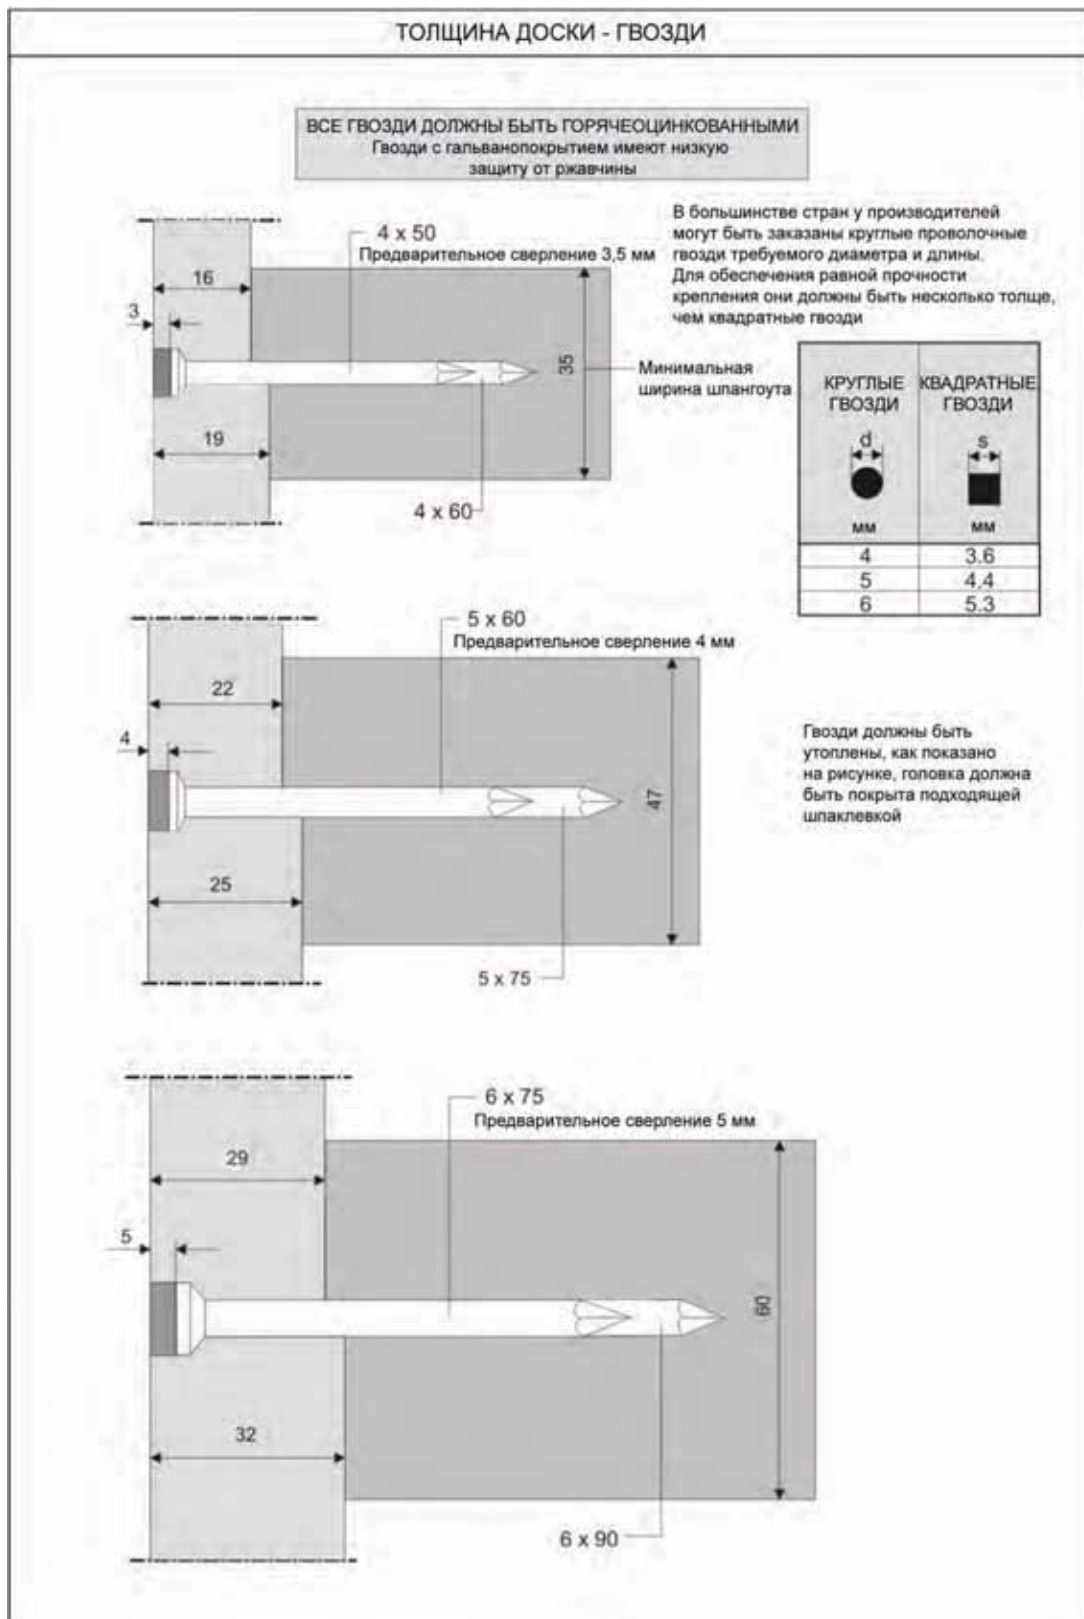 ТОЛЩИНА ДОСКИ - ГВОЗДИ
ВСЕ ГВОЗДИ ДОЛЖНЫ БЫТЬ ГОРЯЧЕОЦИНКОВАННЫМИ
Гвозди с гальванопокрытием имеют низкую
защиту от ржавчины
В большинстве стран у производителей
могут быть заказаны круглые проволочные
гвозди требуемого диаметра и длины.
Для обеспечения равной прочности
крепления они должны быть несколько толще,
чем квадратные гвозди
4 x 50
Предварительное сверление 3,5 мм
16
3
35
Минимальная
ширина шпангоута
19
4 x 60
КРУГЛЫЕ ГВОЗДИ
КВАДРАТНЫЕ ГВОЗДИ
d
s
мм
мм
4 3.6
5 4.4
6 5.3
5 x 60
Предварительное сверление 4 мм
22
4
47
25
5 x 75
Гвозди должны быть
утоплены, как показано
на рисунке, головка должна
быть покрыта подходящей
шпаклевкой
6 x 75
Предварительное сверление 5 мм
29
5
60
32
6 x 90